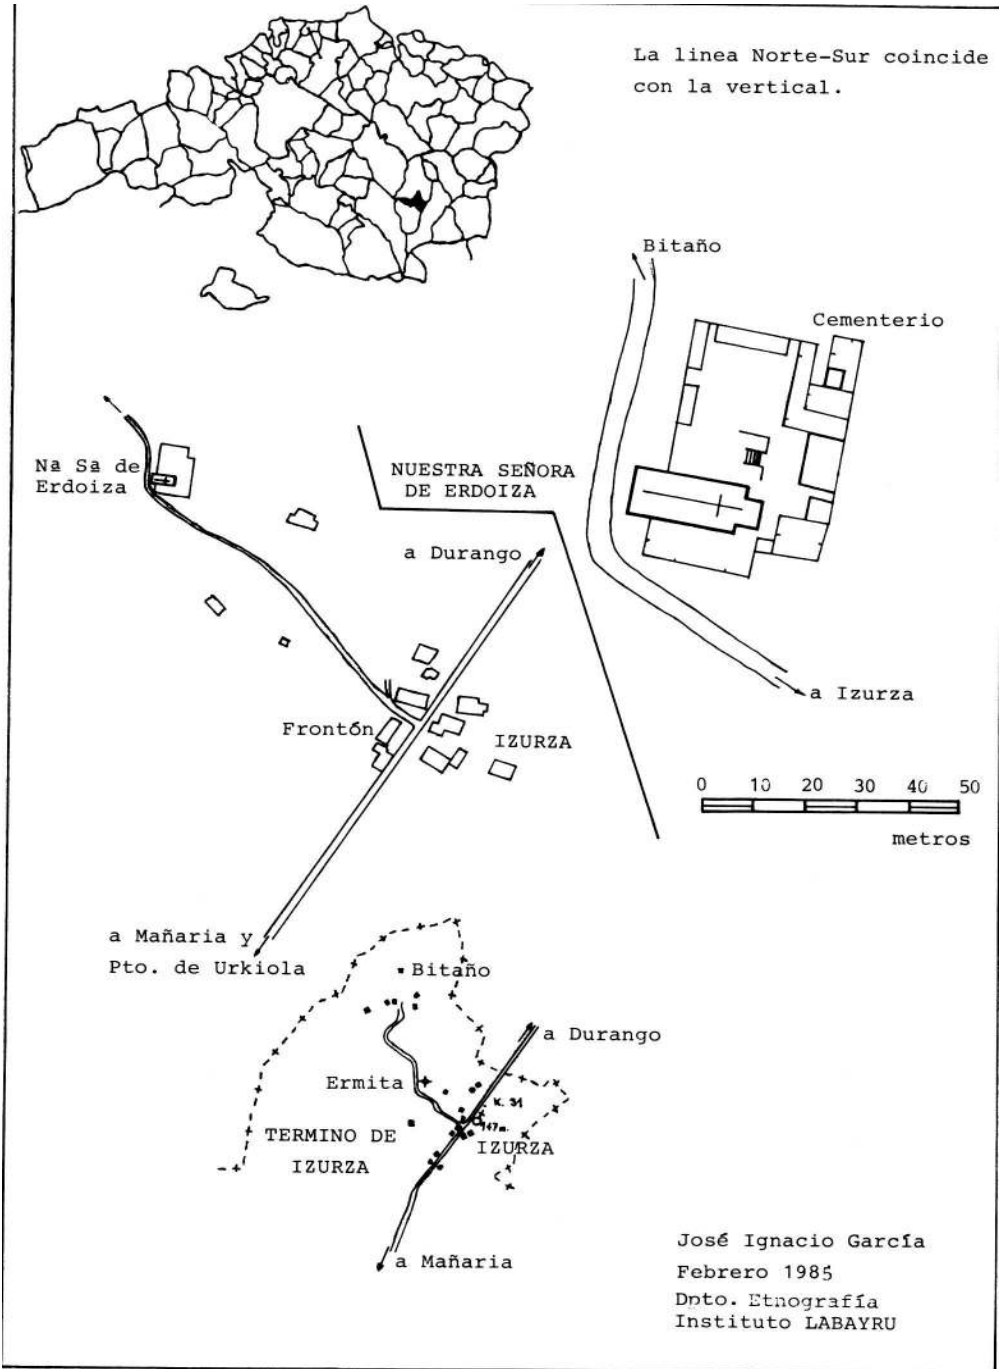 La linea Norte-Sur coincide
con la vertical.
Bitaño
Cementerio
Nª Sª de
Erdoiza
NUESTRA SEÑORA
DE ERDOIZA
a Durango
a Izurza
Frontón
IZURZA
0 10 20 30 40 50
metros
a Mañaria y
Pto. de Urkiola
Bitaño
a Durango
Ermita
K. 31
147m.
TERMINO DE
IZURZA
IZURZA
a Mañaria
José Ignacio García
Febrero 1985
Dpto. Etnografía
Instituto LABAYRU